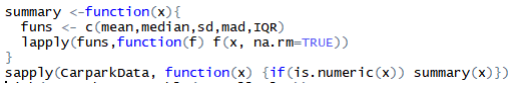 summary <-function(x){
  funs <- c(mean,median,sd,mad,IQR)
  lapply(funs,function(f) f(x, na.rm=TRUE))
}
sapply(CarparkData, function(x) {if(is.numeric(x)) summary(x)})